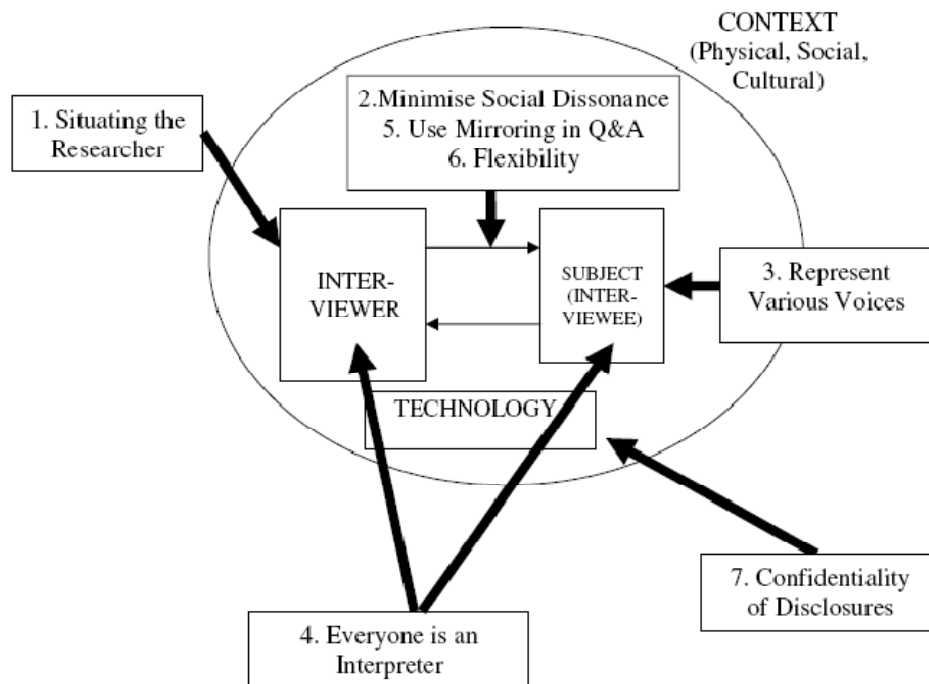 CONTEXT
(Physical, Social,
Cultural)
2.Minimise Social Dissonance
5. Use Mirroring in Q&A
6. Flexibility
1. Situating the
Researcher
INTER-
VIEWER
SUBJECT
(INTER-
VIEWEE)
3. Represent
Various Voices
TECHNOLOGY
7. Confidentiality
of Disclosures
4. Everyone is an
Interpreter